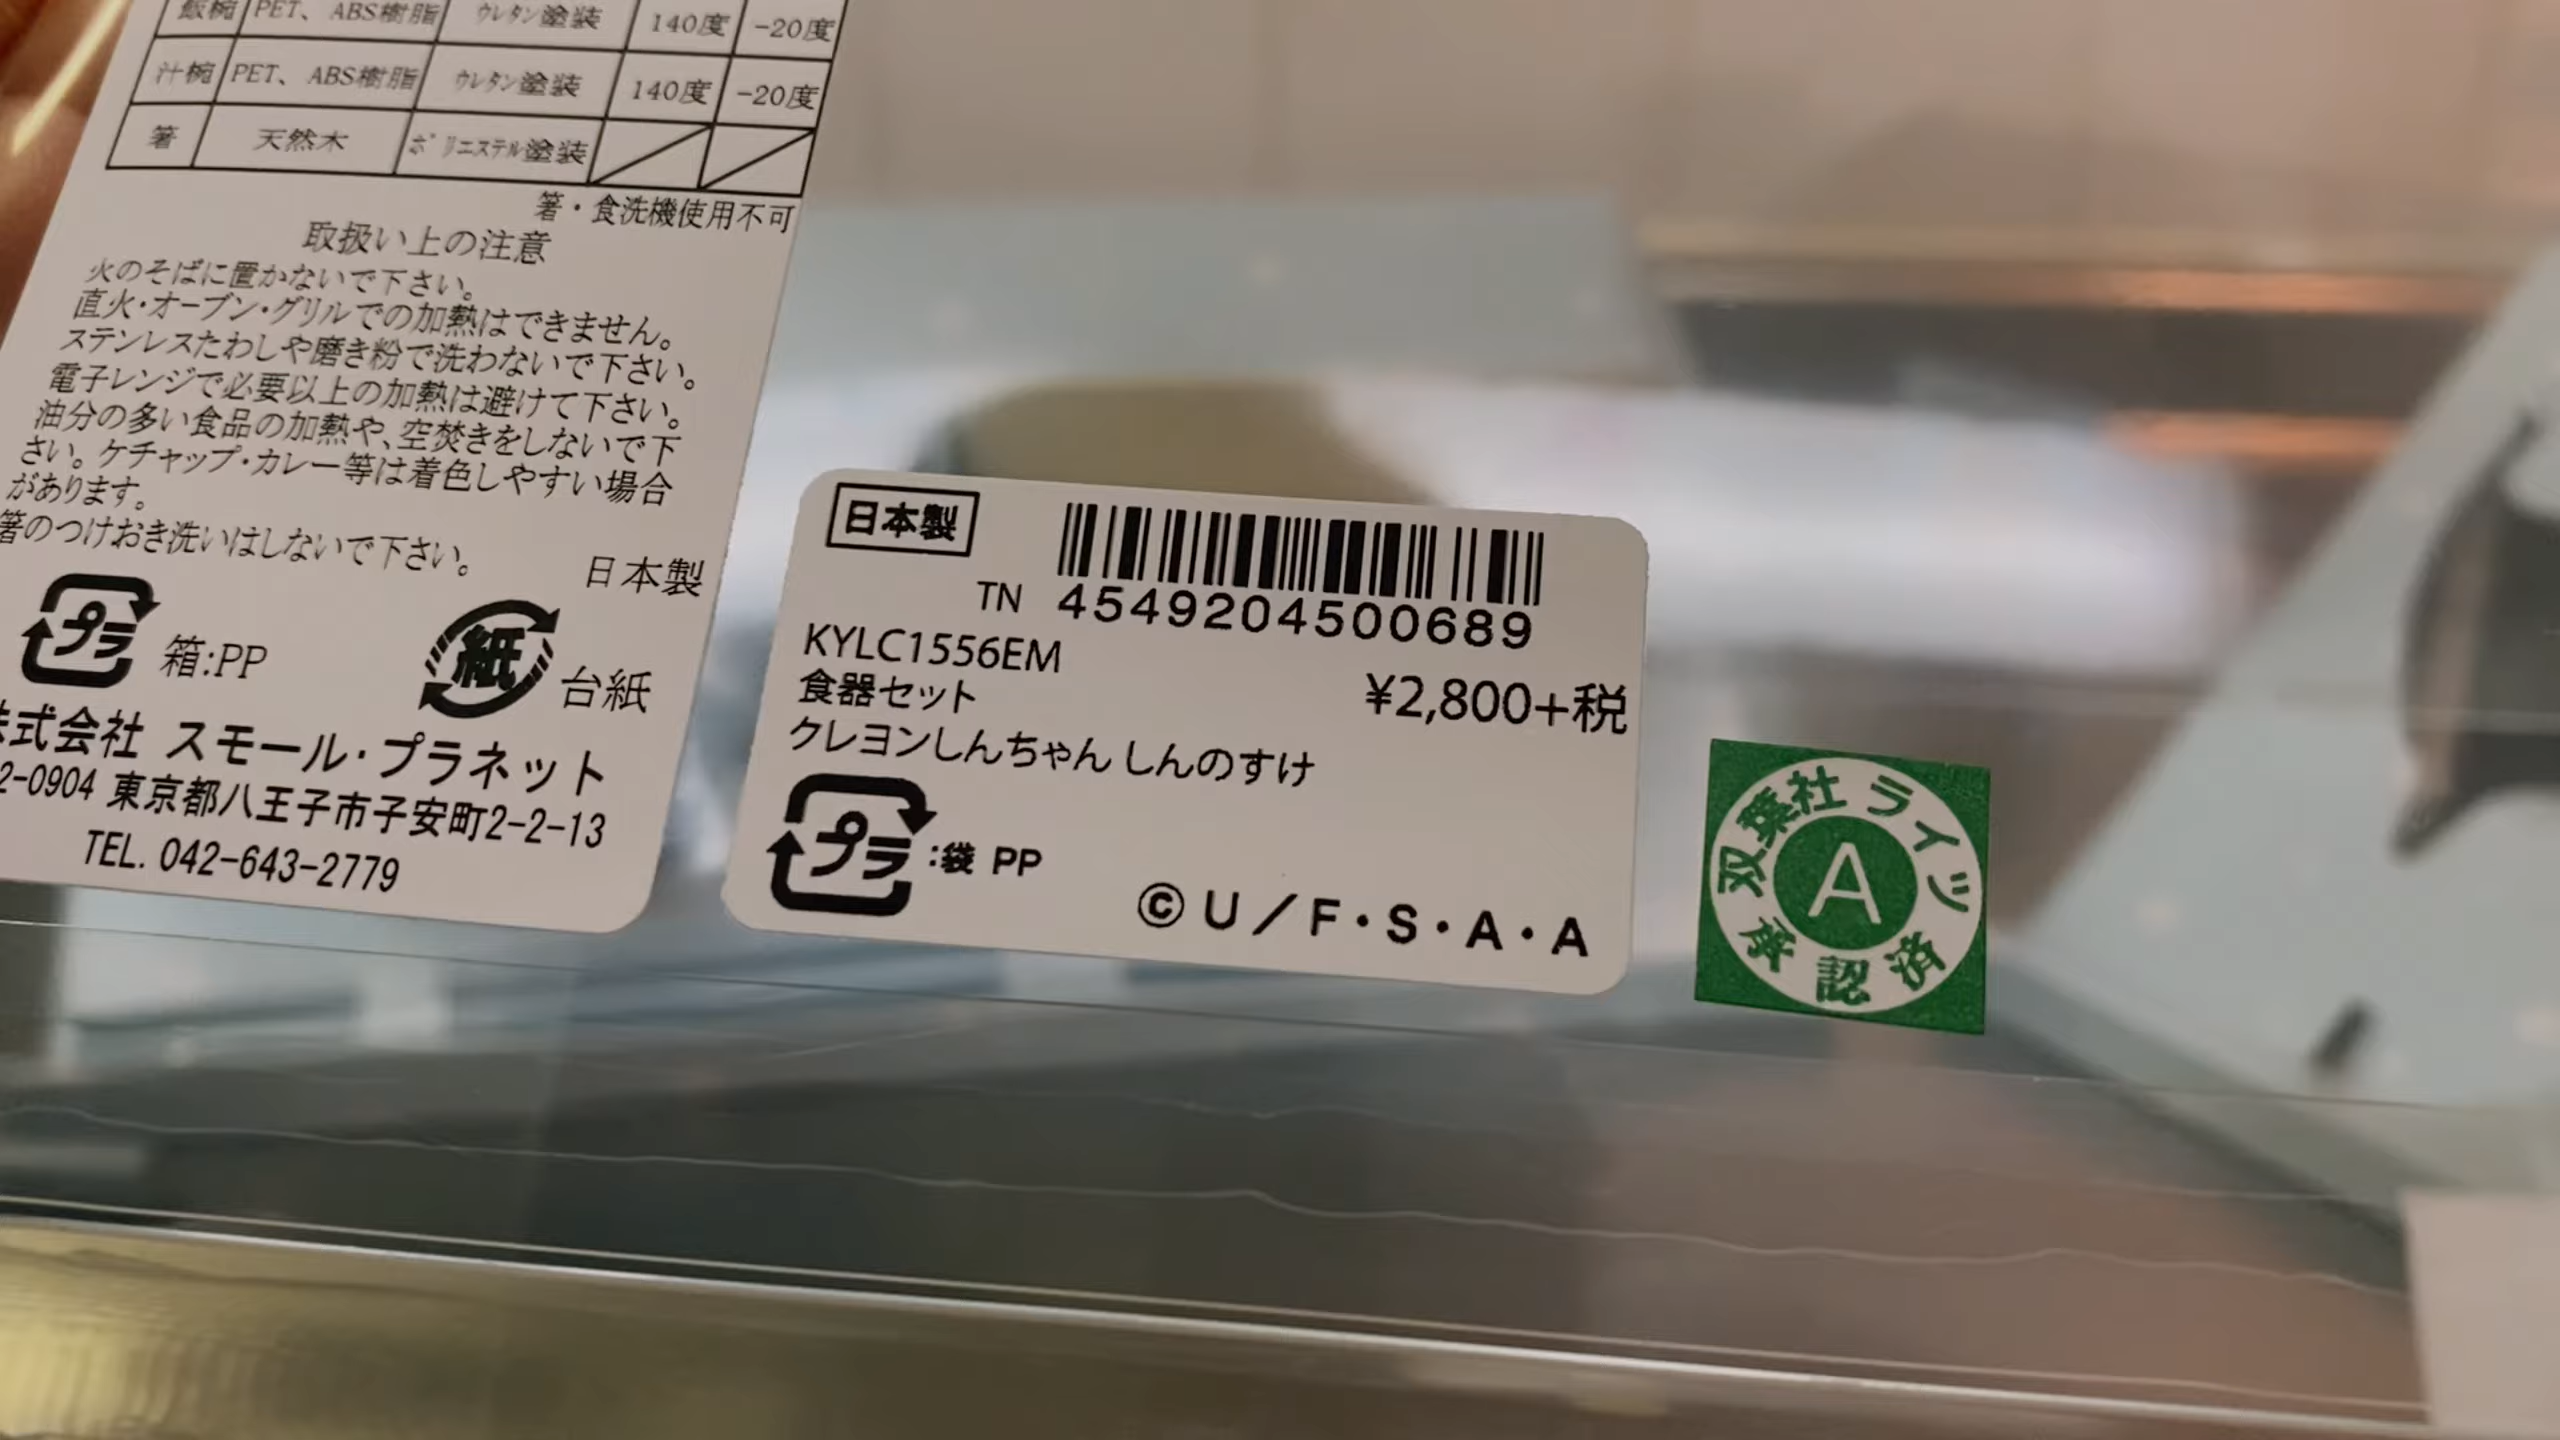 飯椀 PET、ABS樹脂 ウレタン塗装 140度 -20度
汁椀 PET、ABS樹脂 ウレタン塗装 140度 -20度
箸 天然木 ポリエステル塗装
箸・食洗機使用不可
取扱い上の注意
火のそばに置かないで下さい。
直火・オーブン・グリルでの加熱はできません。
ステンレスたわしや磨き粉で洗わないで下さい。
電子レンジで必要以上の加熱は避けて下さい。
油分の多い食品の加熱や、空焚きをしないで下
さい。ケチャップ・カレー等は着色しやすい場合
があります。
箸のつけおき洗いはしないで下さい。
日本製
プラ 箱:PP 紙 台紙
株式会社 スモール・プラネット
2-0904 東京都八王子市子安町2-2-13
TEL. 042-643-2779
日本製
TN 4549204500689
KYLC1556EM
食器セット ¥2,800+税
クレヨンしんちゃん しんのすけ
プラ :袋 PP
©U/F・S・A・A
双葉社ライツ
A
承認済